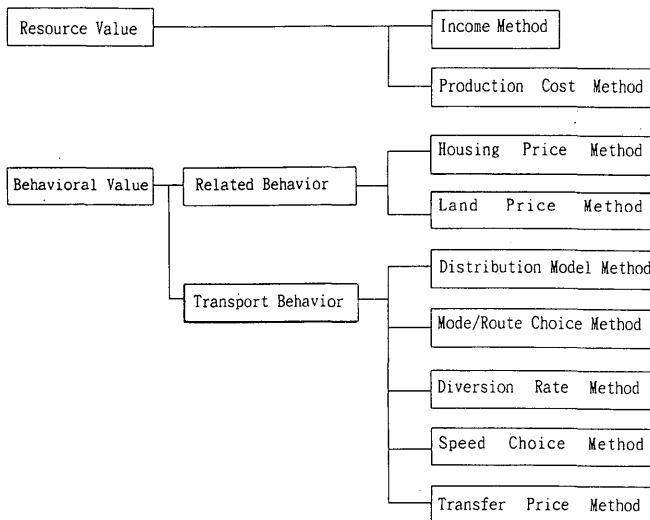 Resource Value
Income Method
Production Cost Method
Housing Price Method
Behavioral Value
Related Behavior
Land Price Method
Distribution Model Method
Transport Behavior
Mode/Route Choice Method
Diversion Rate Method
Speed Choice Method
Transfer Price Method